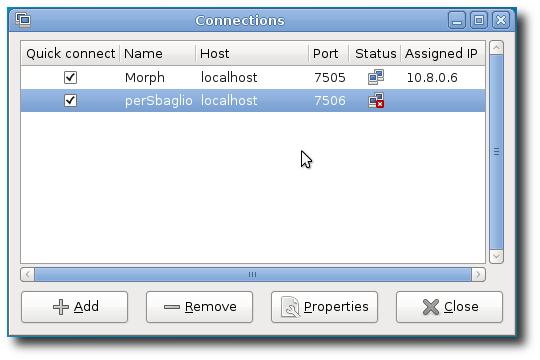 Connections
Quick connect Name Host Port Status Assigned IP
Morph localhost 7505 10.8.0.6
perSbaglio localhost 7506
Add Remove Properties Close